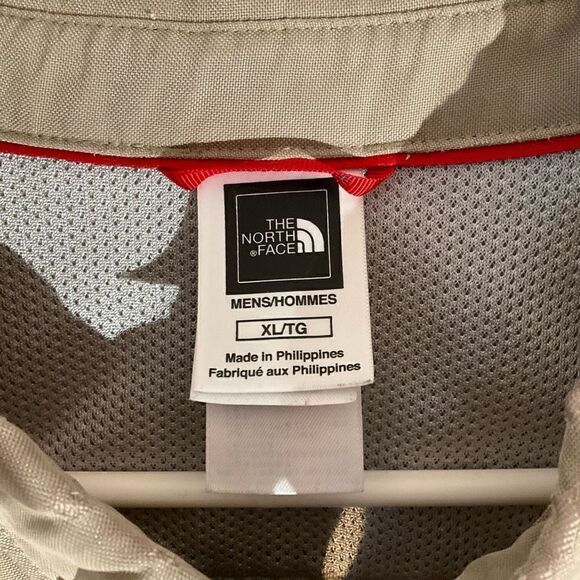 THE
NORTH
®FACE
MENS/HOMMES
XL/TG
Made in Philippines
Fabriqué aux Philippines